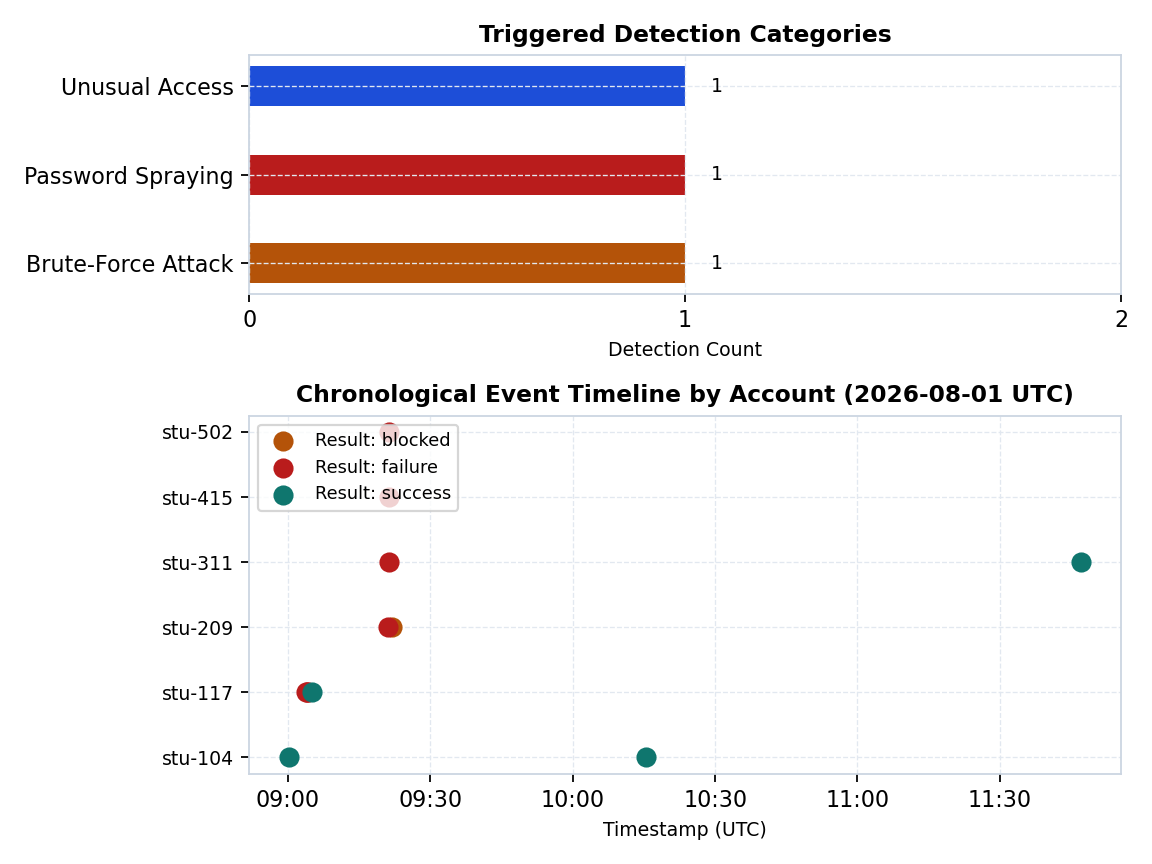 Triggered Detection Categories
Unusual Access
1
Password Spraying
1
Brute-Force Attack
1
0
1
2
Detection Count
Chronological Event Timeline by Account (2026-08-01 UTC)
stu-502
stu-415
stu-311
stu-209
stu-117
stu-104
Result: blocked
Result: failure
Result: success
09:00
09:30
10:00
10:30
11:00
11:30
Timestamp (UTC)